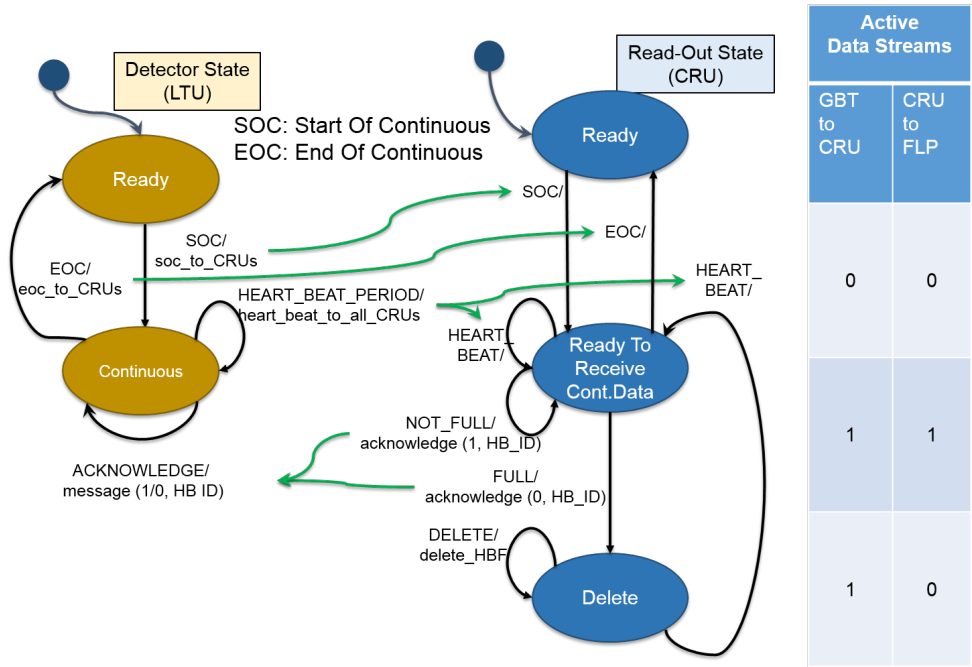 Detector State
(LTU)
Read-Out State
(CRU)
SOC: Start Of Continuous
EOC: End Of Continuous
Ready
Ready
SOC/
SOC/
soc_to_CRUs
EOC/
EOC/
eoc_to_CRUs
HEART_BEAT_PERIOD/
heart_beat_to_all_CRUs
HEART_
BEAT/
HEART_
BEAT/
Continuous
Ready To
Receive
Cont.Data
NOT_FULL/
acknowledge (1, HB_ID)
ACKNOWLEDGE/
message (1/0, HB ID)
FULL/
acknowledge (0, HB_ID)
DELETE/
delete_HBF
Delete
Active
Data Streams
GBT
to
CRU
CRU
to
FLP
0 0
1 1
1 0